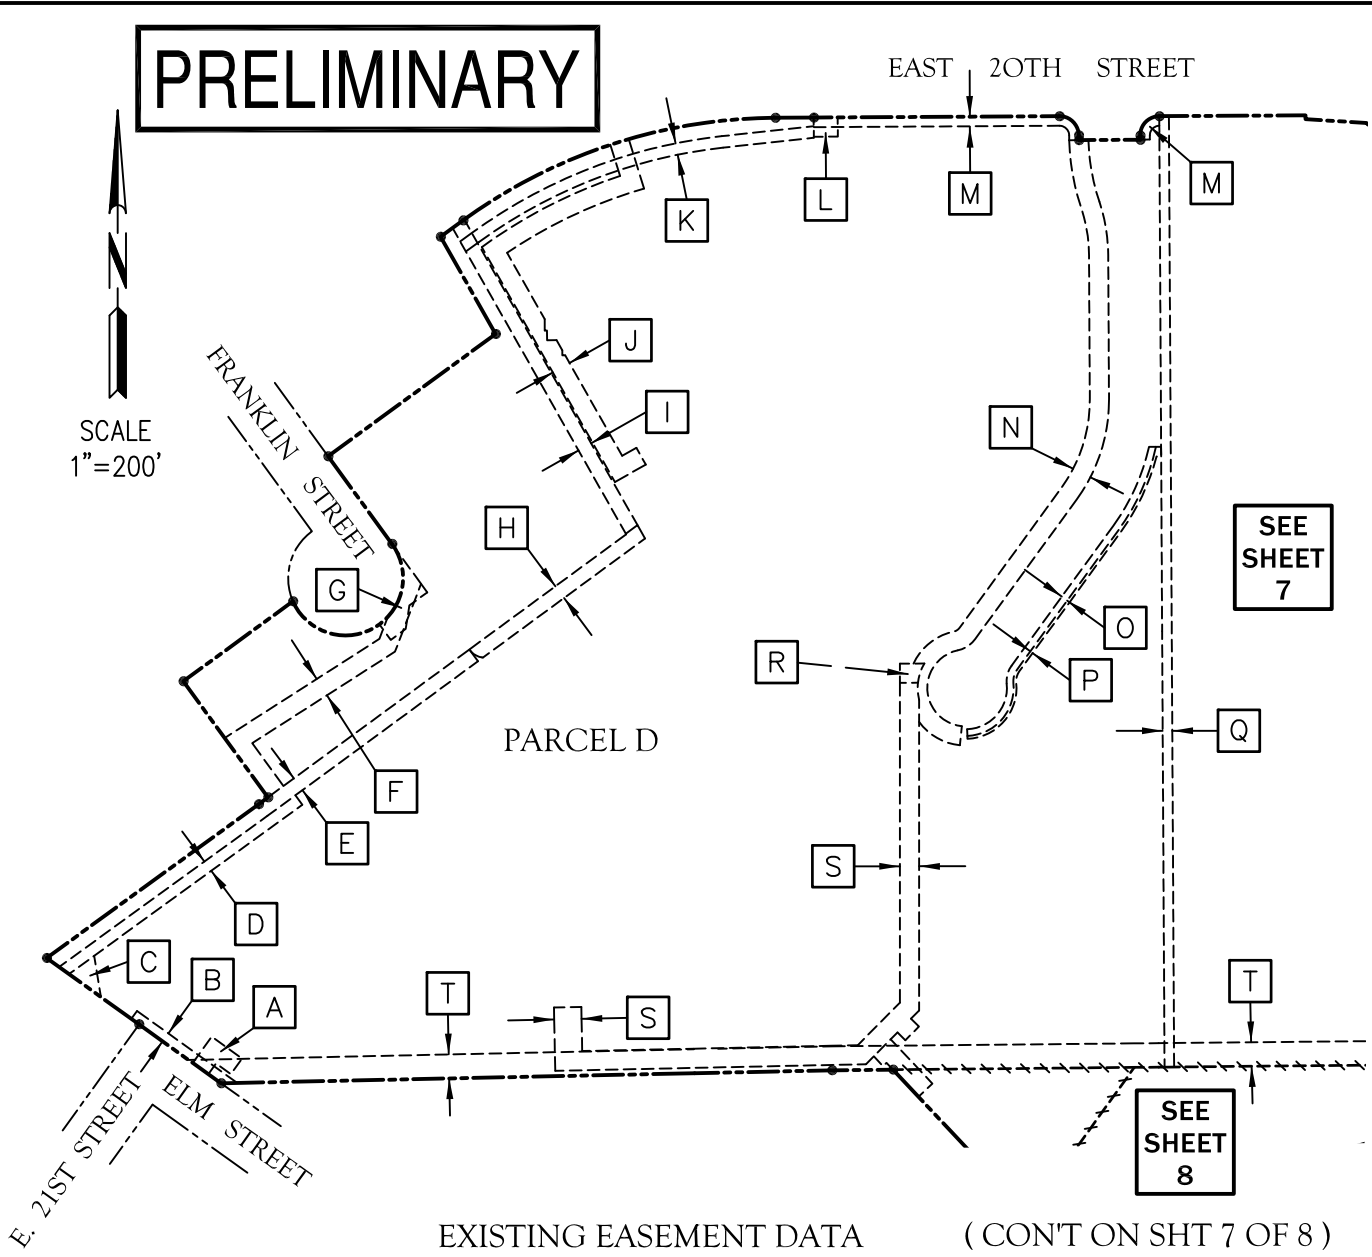 PRELIMINARY
EAST 20TH STREET
N
SCALE
1"=200'
FRANKLIN STREET
K
L
M
M
J
I
N
H
G
SEE
SHEET
7
O
P
R
Q
PARCEL D
F
E
S
D
C
B
A
T
S
T
E. 21ST STREET
ELM STREET
SEE
SHEET
8
EXISTING EASEMENT DATA
( CON'T ON SHT 7 OF 8 )